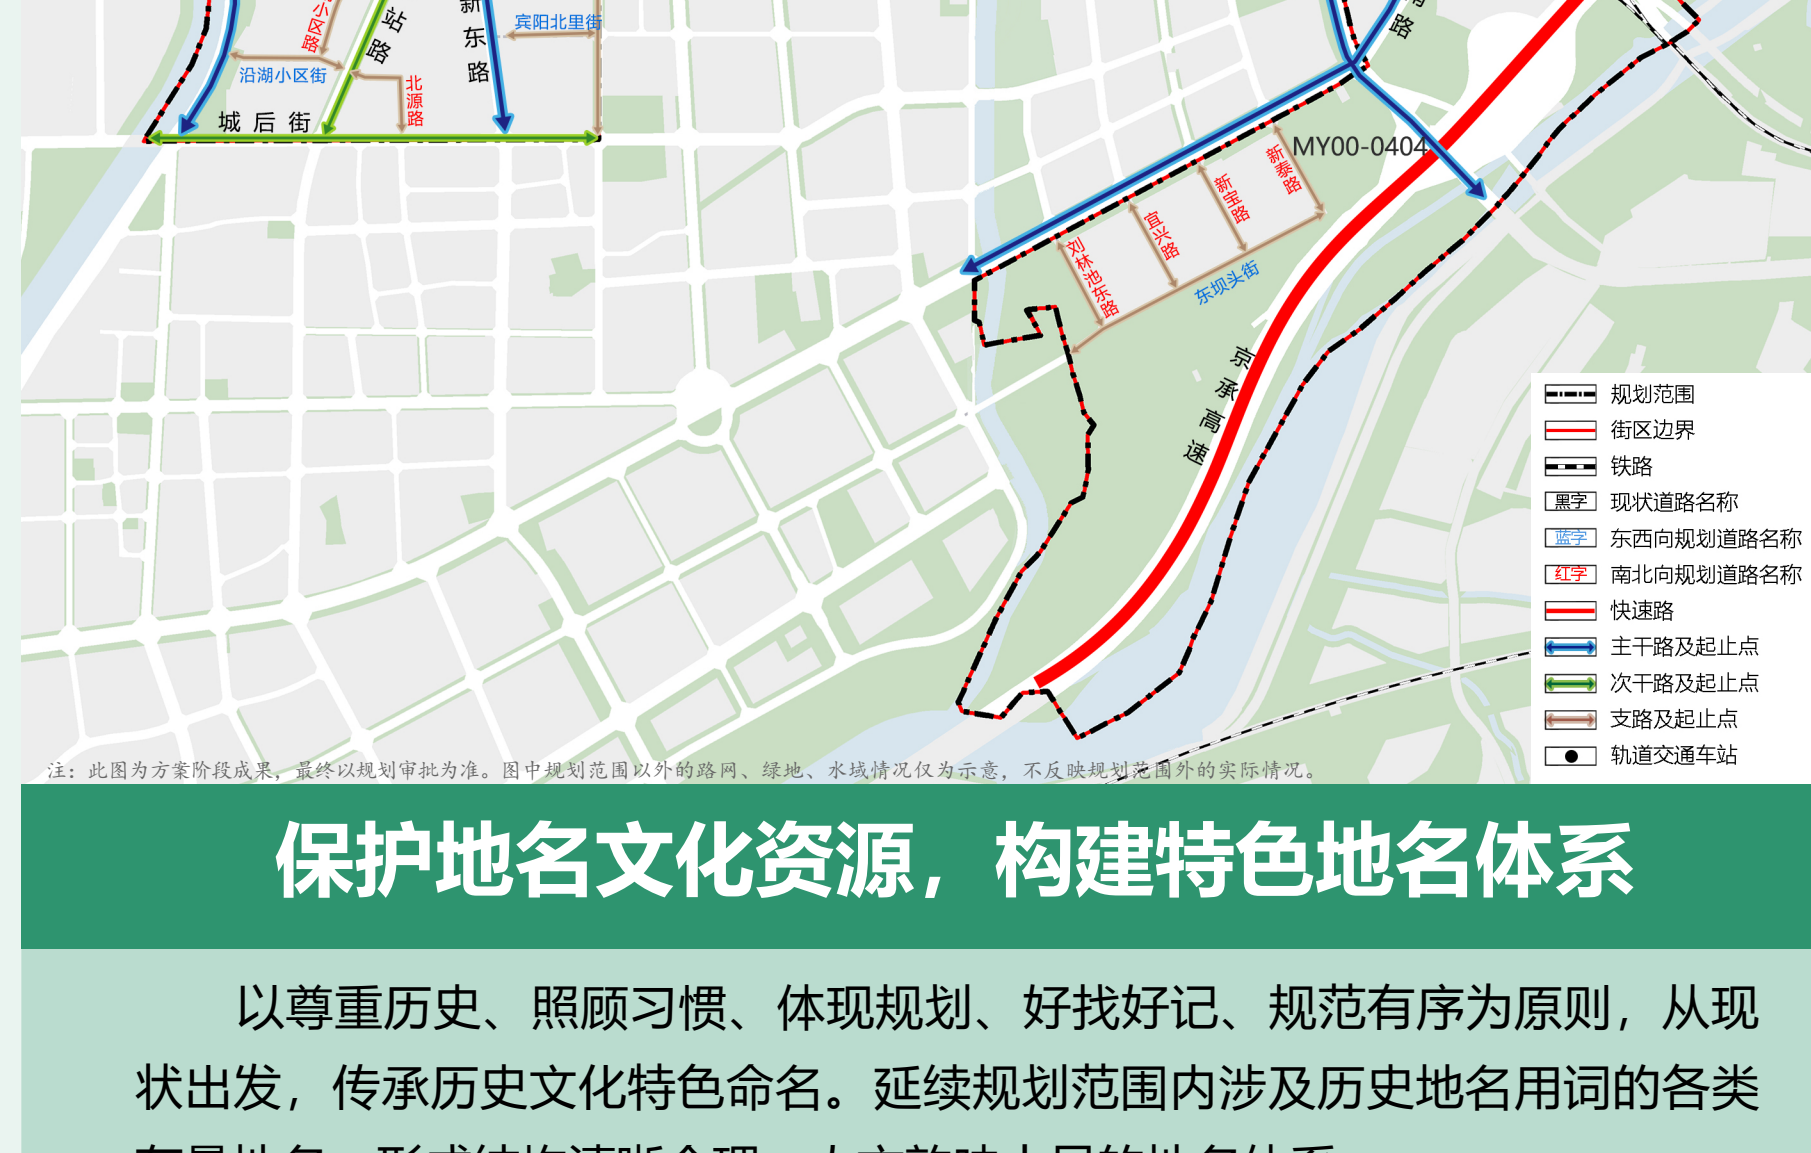 小区路
站路
新东路
宾阳北里街
路
沿湖小区街
北源路
城后街
MY00-0404
新泰路
新宝路
宜兴路
刘林池东路
东坝头街
京承高速
规划范围
街区边界
铁路
黑字 现状道路名称
蓝字 东西向规划道路名称
红字 南北向规划道路名称
快速路
主干路及起止点
次干路及起止点
支路及起止点
轨道交通车站
注：此图为方案阶段成果，最终以规划审批为准。图中规划范围以外的路网、绿地、水域情况仅为示意，不反映规划范围外的实际情况。
保护地名文化资源，构建特色地名体系
以尊重历史、照顾习惯、体现规划、好找好记、规范有序为原则，从现
状出发，传承历史文化特色命名。延续规划范围内涉及历史地名用词的各类